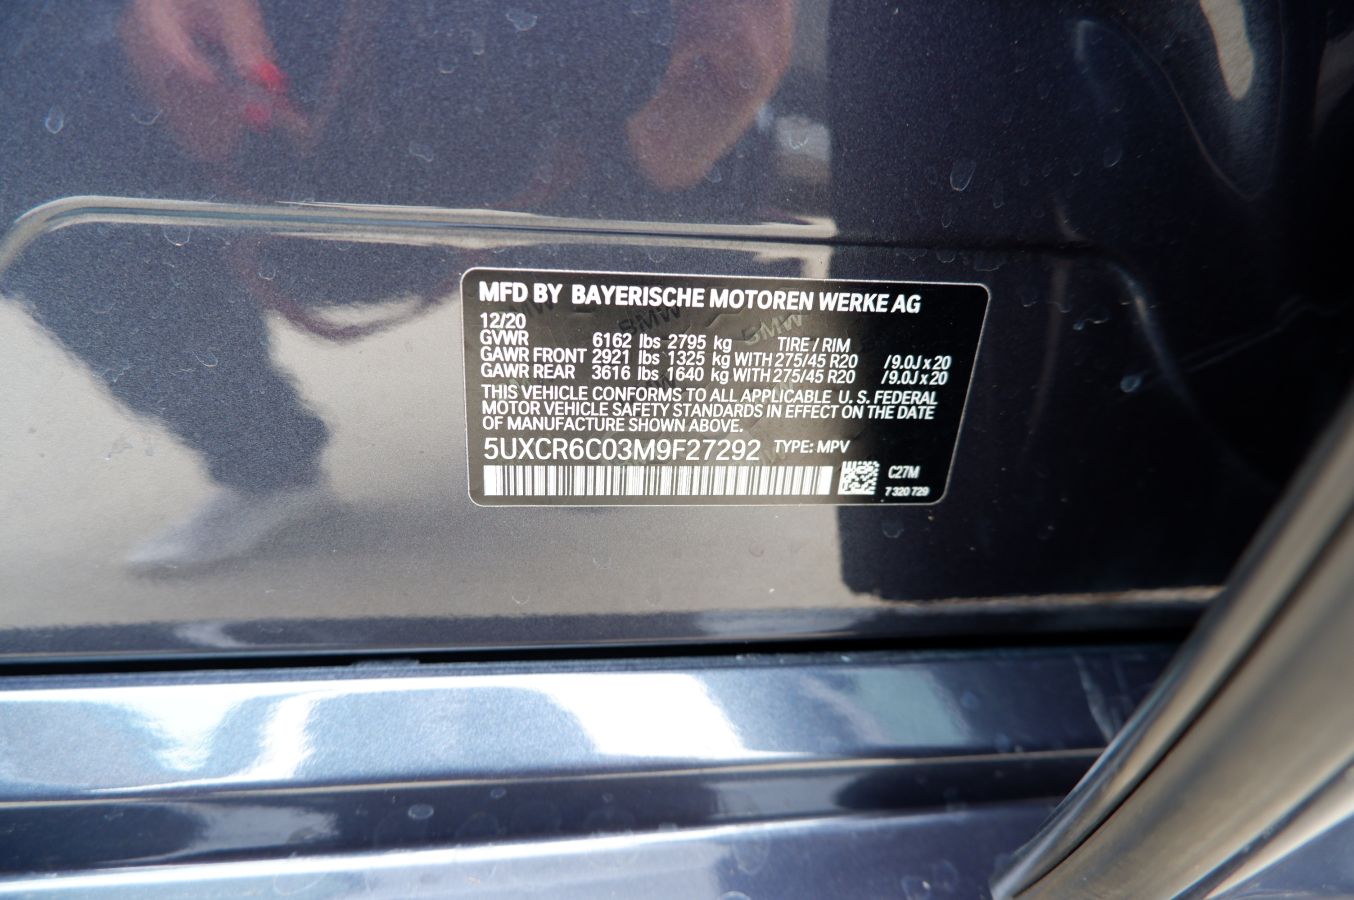 MFD BY BAYERISCHE MOTOREN WERKE AG
12/20
GVWR 6162 lbs 2795 kg TIRE / RIM
GAWR FRONT 2921 lbs 1325 kg WITH 275/45 R20 / 9.0J x 20
GAWR REAR 3616 lbs 1640 kg WITH 275/45 R20 / 9.0J x 20
THIS VEHICLE CONFORMS TO ALL APPLICABLE U. S. FEDERAL
MOTOR VEHICLE SAFETY STANDARDS IN EFFECT ON THE DATE
OF MANUFACTURE SHOWN ABOVE.
5UXCR6C03M9F27292 TYPE: MPV
C27M
7 320 729
BMW
BMW